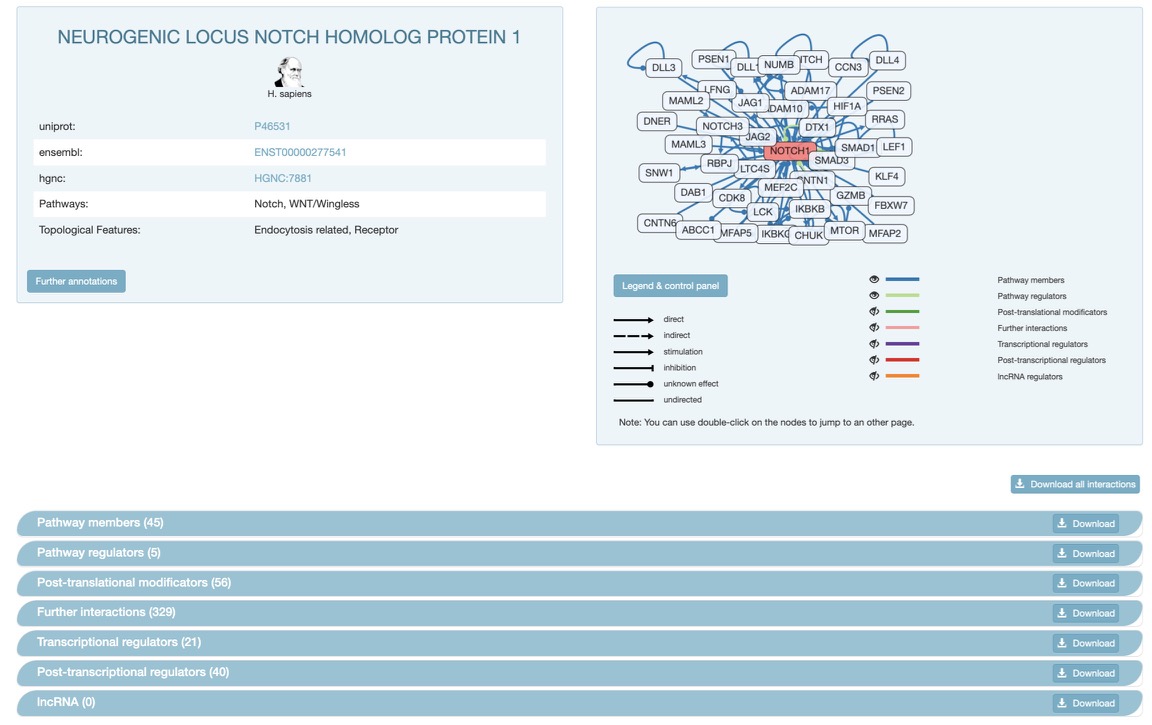 NEUROGENIC LOCUS NOTCH HOMOLOG PROTEIN 1
H. sapiens
uniprot: P46531
ensembl: ENST00000277541
hgnc: HGNC:7881
Pathways: Notch, WNT/Wingless
Topological Features: Endocytosis related, Receptor
Further annotations
DLL3 PSEN1 DLL NUMB ITCH CCN3 DLL4
LFNG ADAM17 PSEN2
MAML2 JAG1 DAM10 HIF1A
DNER NOTCH3 JAG2 DTX1 RRAS
MAML3 NOTCH1 SMAD1 LEF1
SNW1 RBPJ LTC4S SMAD3 KLF4
DAB1 CDK8 MEF2C CNTN1 GZMB FBXW7
LCK IKBKB
CNTN6 ABCC1 MFAP5 IKBKG CHUK MTOR MFAP2
Legend & control panel
direct
indirect
stimulation
inhibition
unknown effect
undirected
Pathway members
Pathway regulators
Post-translational modificators
Further interactions
Transcriptional regulators
Post-transcriptional regulators
lncRNA regulators
Note: You can use double-click on the nodes to jump to an other page.
Download all interactions
Pathway members (45) Download
Pathway regulators (5) Download
Post-translational modificators (56) Download
Further interactions (329) Download
Transcriptional regulators (21) Download
Post-transcriptional regulators (40) Download
lncRNA (0) Download